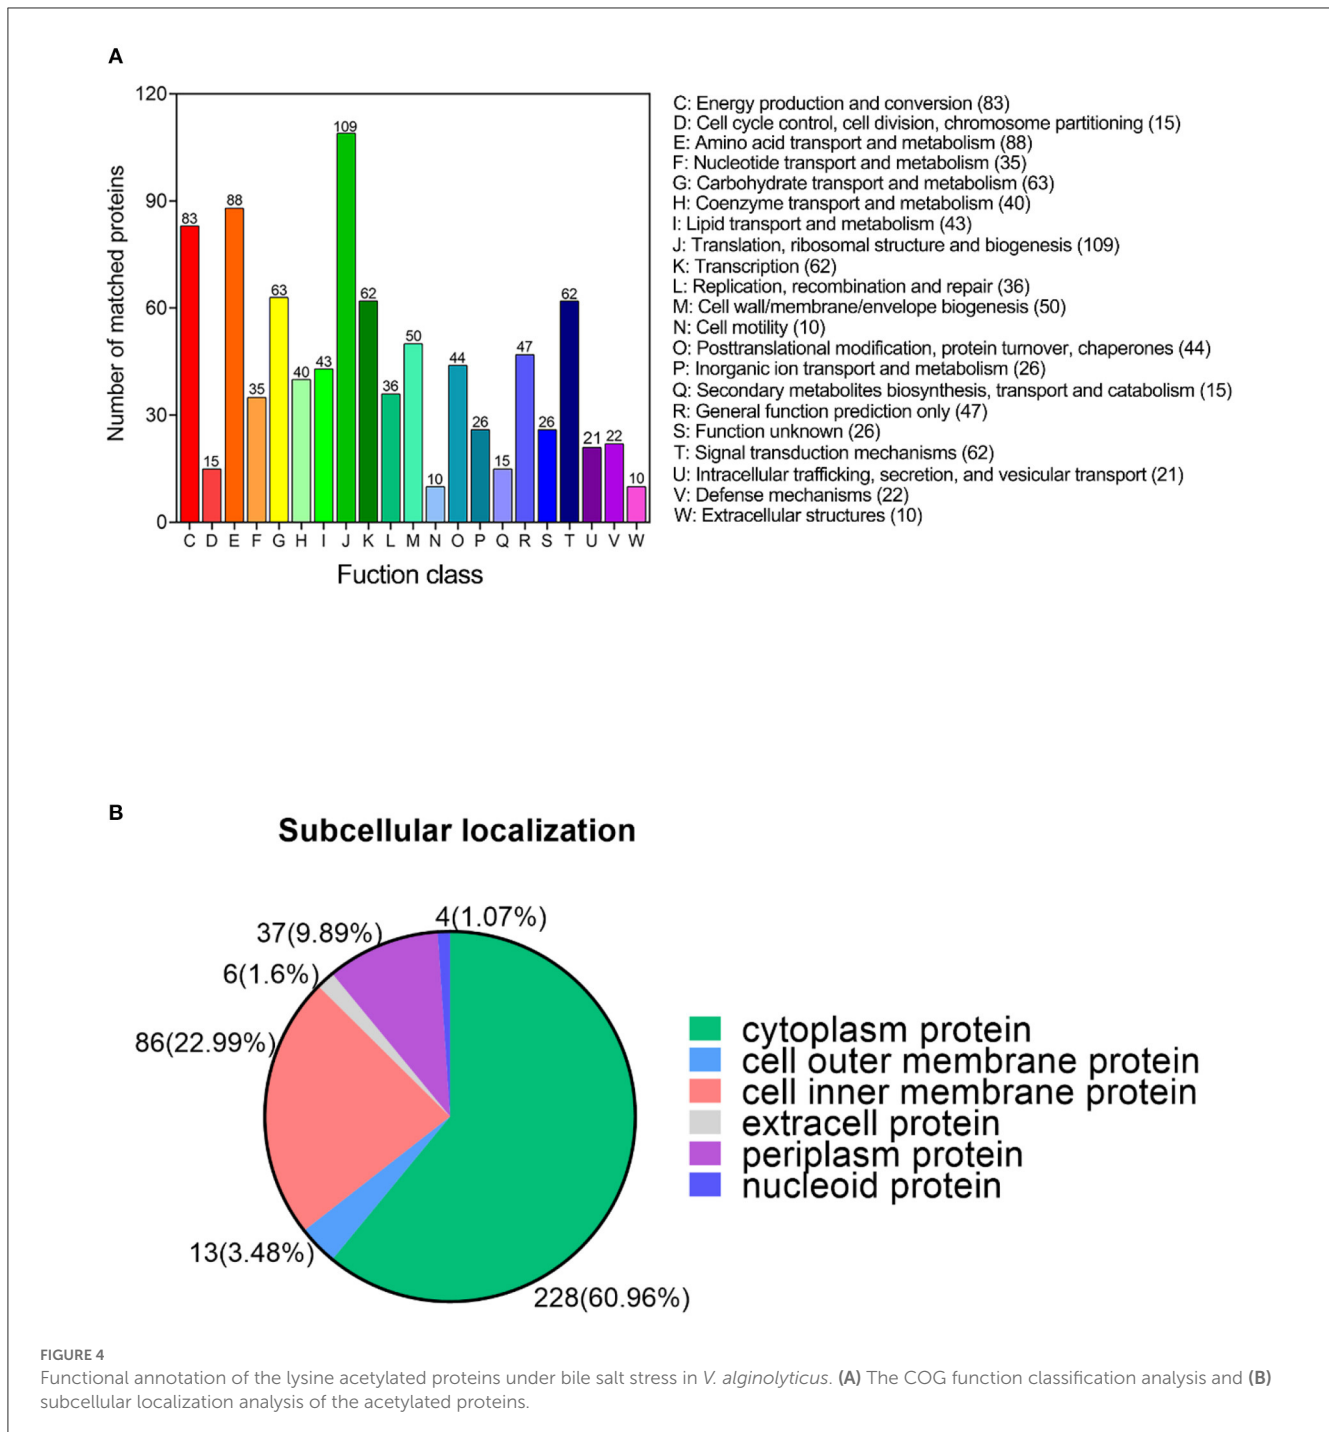 A
120
90
60
30
0
Number of matched proteins
83
15
88
35
63
40
43
109
62
36
50
10
44
26
15
47
26
62
21
22
10
C D E F G H I J K L M N O P Q R S T U V W
Fuction class
C: Energy production and conversion (83)
D: Cell cycle control, cell division, chromosome partitioning (15)
E: Amino acid transport and metabolism (88)
F: Nucleotide transport and metabolism (35)
G: Carbohydrate transport and metabolism (63)
H: Coenzyme transport and metabolism (40)
I: Lipid transport and metabolism (43)
J: Translation, ribosomal structure and biogenesis (109)
K: Transcription (62)
L: Replication, recombination and repair (36)
M: Cell wall/membrane/envelope biogenesis (50)
N: Cell motility (10)
O: Posttranslational modification, protein turnover, chaperones (44)
P: Inorganic ion transport and metabolism (26)
Q: Secondary metabolites biosynthesis, transport and catabolism (15)
R: General function prediction only (47)
S: Function unknown (26)
T: Signal transduction mechanisms (62)
U: Intracellular trafficking, secretion, and vesicular transport (21)
V: Defense mechanisms (22)
W: Extracellular structures (10)
B
Subcellular localization
4(1.07%)
37(9.89%)
6(1.6%)
86(22.99%)
13(3.48%)
228(60.96%)
cytoplasm protein
cell outer membrane protein
cell inner membrane protein
extracell protein
periplasm protein
nucleoid protein
FIGURE 4
Functional annotation of the lysine acetylated proteins under bile salt stress in V. alginolyticus. (A) The COG function classification analysis and (B)
subcellular localization analysis of the acetylated proteins.